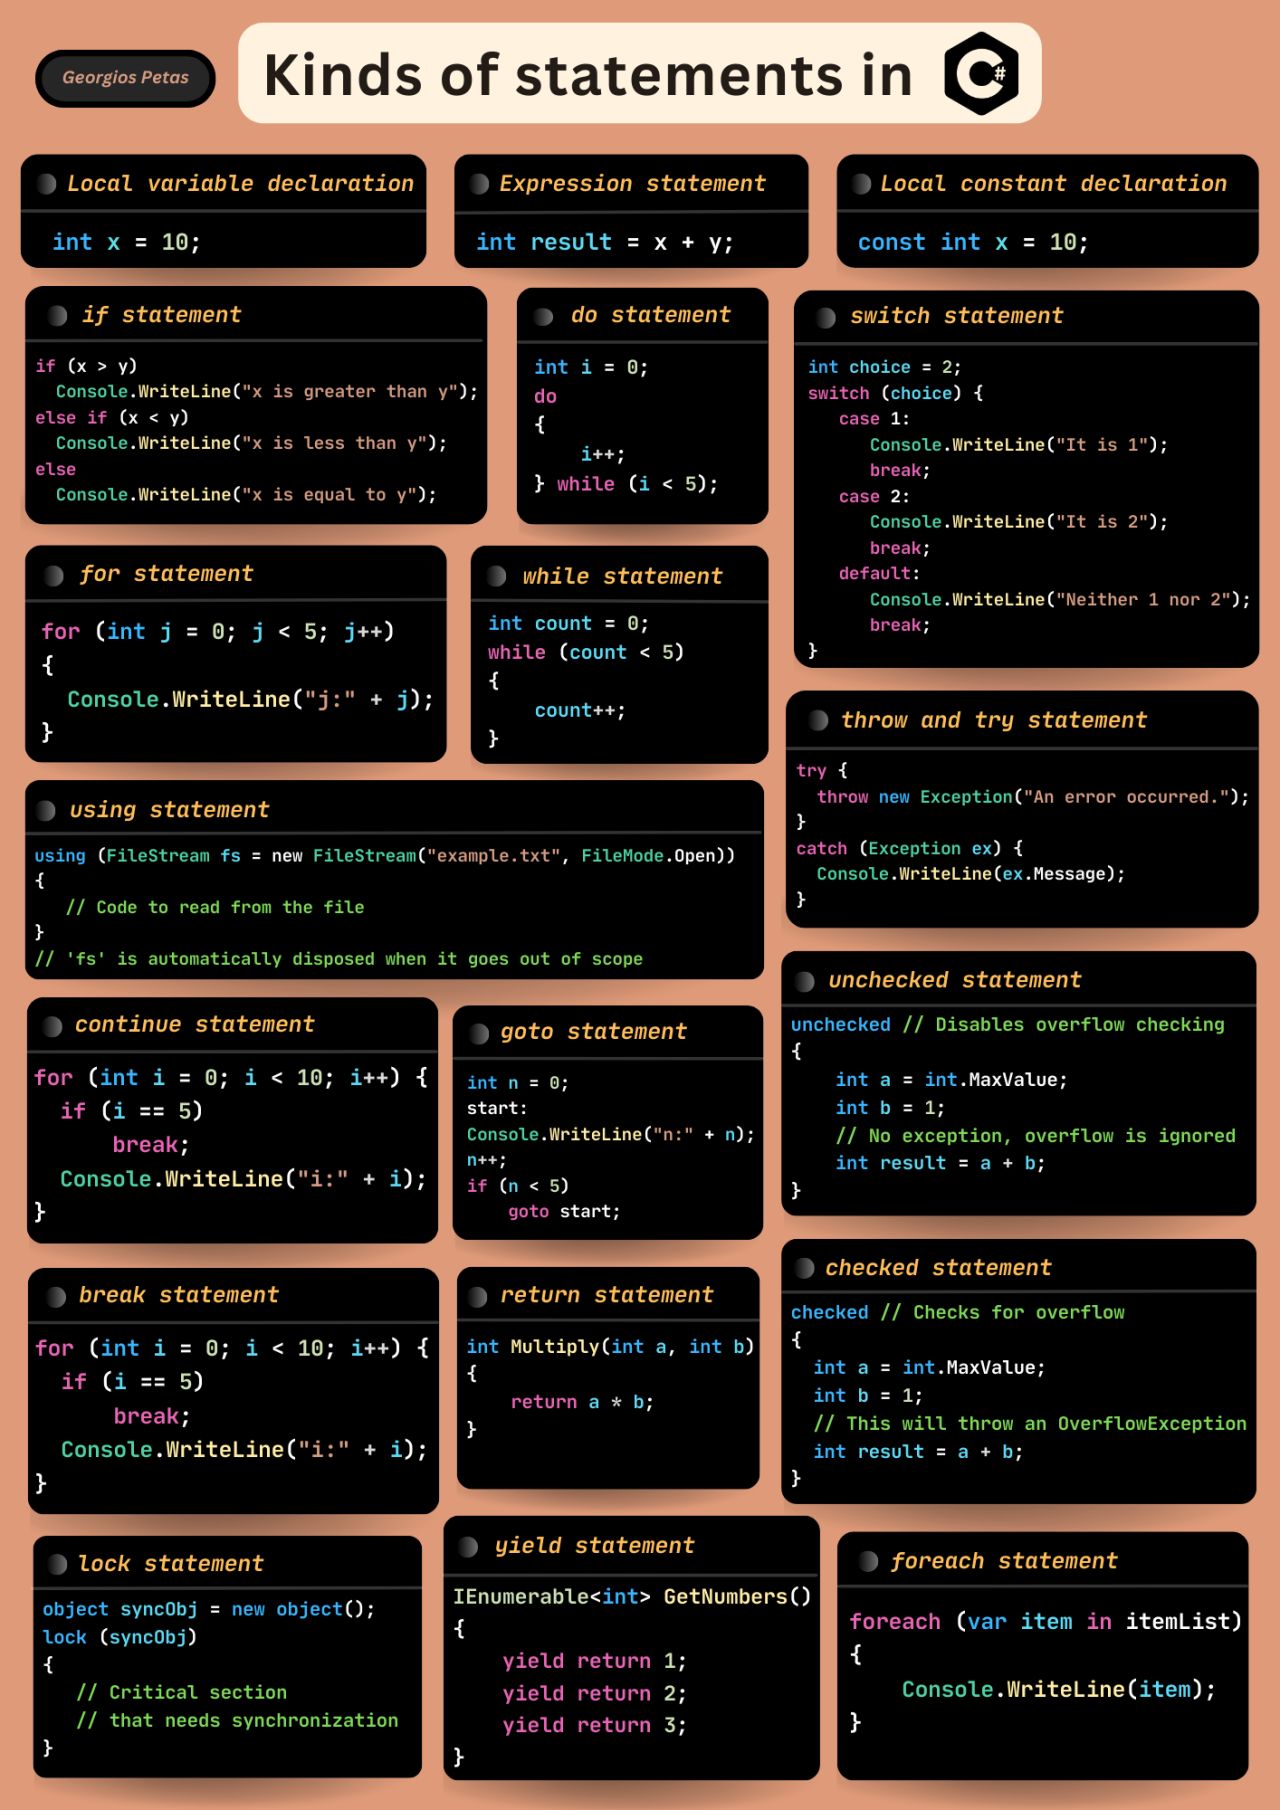 Georgios Petas
Kinds of statements in C#
Local variable declaration
int x = 10;
Expression statement
int result = x + y;
Local constant declaration
const int x = 10;
if statement
if (x > y)
  Console.WriteLine("x is greater than y");
else if (x < y)
  Console.WriteLine("x is less than y");
else
  Console.WriteLine("x is equal to y");
do statement
int i = 0;
do
{
    i++;
} while (i < 5);
switch statement
int choice = 2;
switch (choice) {
   case 1:
      Console.WriteLine("It is 1");
      break;
   case 2:
      Console.WriteLine("It is 2");
      break;
   default:
      Console.WriteLine("Neither 1 nor 2");
      break;
}
for statement
for (int j = 0; j < 5; j++)
{
  Console.WriteLine("j:" + j);
}
while statement
int count = 0;
while (count < 5)
{
    count++;
}
throw and try statement
try {
  throw new Exception("An error occurred.");
}
catch (Exception ex) {
  Console.WriteLine(ex.Message);
}
using statement
using (FileStream fs = new FileStream("example.txt", FileMode.Open))
{
   // Code to read from the file
}
// 'fs' is automatically disposed when it goes out of scope
unchecked statement
unchecked // Disables overflow checking
{
    int a = int.MaxValue;
    int b = 1;
    // No exception, overflow is ignored
    int result = a + b;
}
continue statement
for (int i = 0; i < 10; i++) {
  if (i == 5)
      break;
  Console.WriteLine("i:" + i);
}
goto statement
int n = 0;
start:
Console.WriteLine("n:" + n);
n++;
if (n < 5)
    goto start;
checked statement
checked // Checks for overflow
{
  int a = int.MaxValue;
  int b = 1;
  // This will throw an OverflowException
  int result = a + b;
}
break statement
for (int i = 0; i < 10; i++) {
  if (i == 5)
      break;
  Console.WriteLine("i:" + i);
}
return statement
int Multiply(int a, int b)
{
    return a * b;
}
lock statement
object syncObj = new object();
lock (syncObj)
{
   // Critical section
   // that needs synchronization
}
yield statement
IEnumerable<int> GetNumbers()
{
    yield return 1;
    yield return 2;
    yield return 3;
}
foreach statement
foreach (var item in itemList)
{
    Console.WriteLine(item);
}